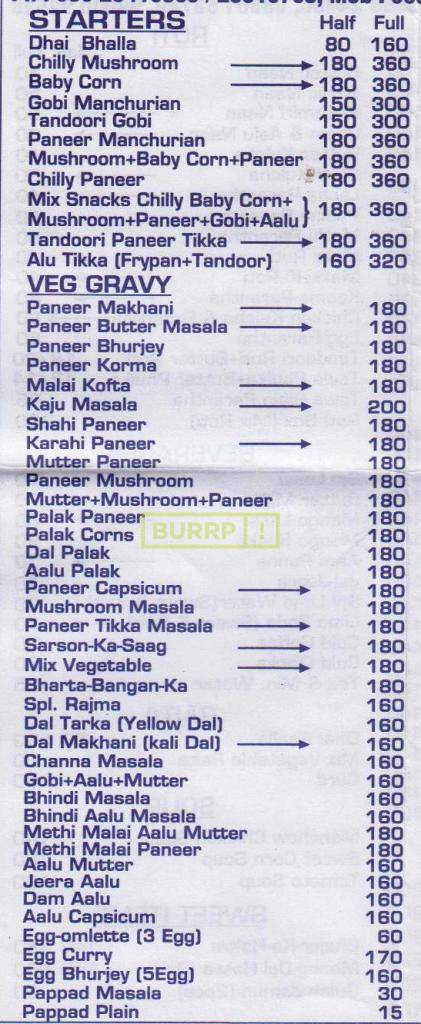 STARTERS Half Full
Dhai Bhalla 80 160
Chilly Mushroom 180 360
Baby Corn 180 360
Gobi Manchurian 150 300
Tandoori Gobi 150 300
Paneer Manchurian 180 360
Mushroom+Baby Corn+Paneer 180 360
Chilly Paneer 180 360
Mix Snacks Chilly Baby Corn+
Mushroom+Paneer+Gobi+Aalu} 180 360
Tandoori Paneer Tikka 180 360
Alu Tikka (Frypan+Tandoor) 160 320
VEG GRAVY
Paneer Makhani 180
Paneer Butter Masala 180
Paneer Bhurjey 180
Paneer Korma 180
Malai Kofta 180
Kaju Masala 200
Shahi Paneer 180
Karahi Paneer 180
Mutter Paneer 180
Paneer Mushroom 180
Mutter+Mushroom+Paneer 180
Palak Paneer 180
Palak Corns 180
BURRP !
Dal Palak 180
Aalu Palak 180
Paneer Capsicum 180
Mushroom Masala 180
Paneer Tikka Masala 180
Sarson-Ka-Saag 180
Mix Vegetable 180
Bharta-Bangan-Ka 180
Spl. Rajma 160
Dal Tarka (Yellow Dal) 160
Dal Makhani (kali Dal) 160
Channa Masala 160
Gobi+Aalu+Mutter 160
Bhindi Masala 160
Bhindi Aalu Masala 160
Methi Malai Aalu Mutter 180
Methi Malai Paneer 180
Aalu Mutter 160
Jeera Aalu 160
Dam Aalu 160
Aalu Capsicum 160
Egg-omlette (3 Egg) 60
Egg Curry 170
Egg Bhurjey (5Egg) 160
Pappad Masala 30
Pappad Plain 15